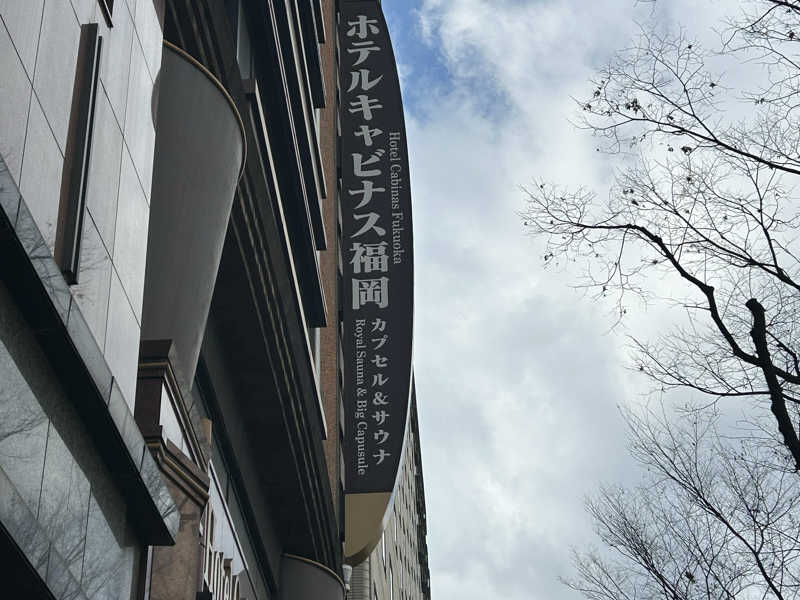 ホテルキャビナス福岡
Hotel Cabinas Fukuoka
カプセル&サウナ
Royal Sauna & Big Capusule